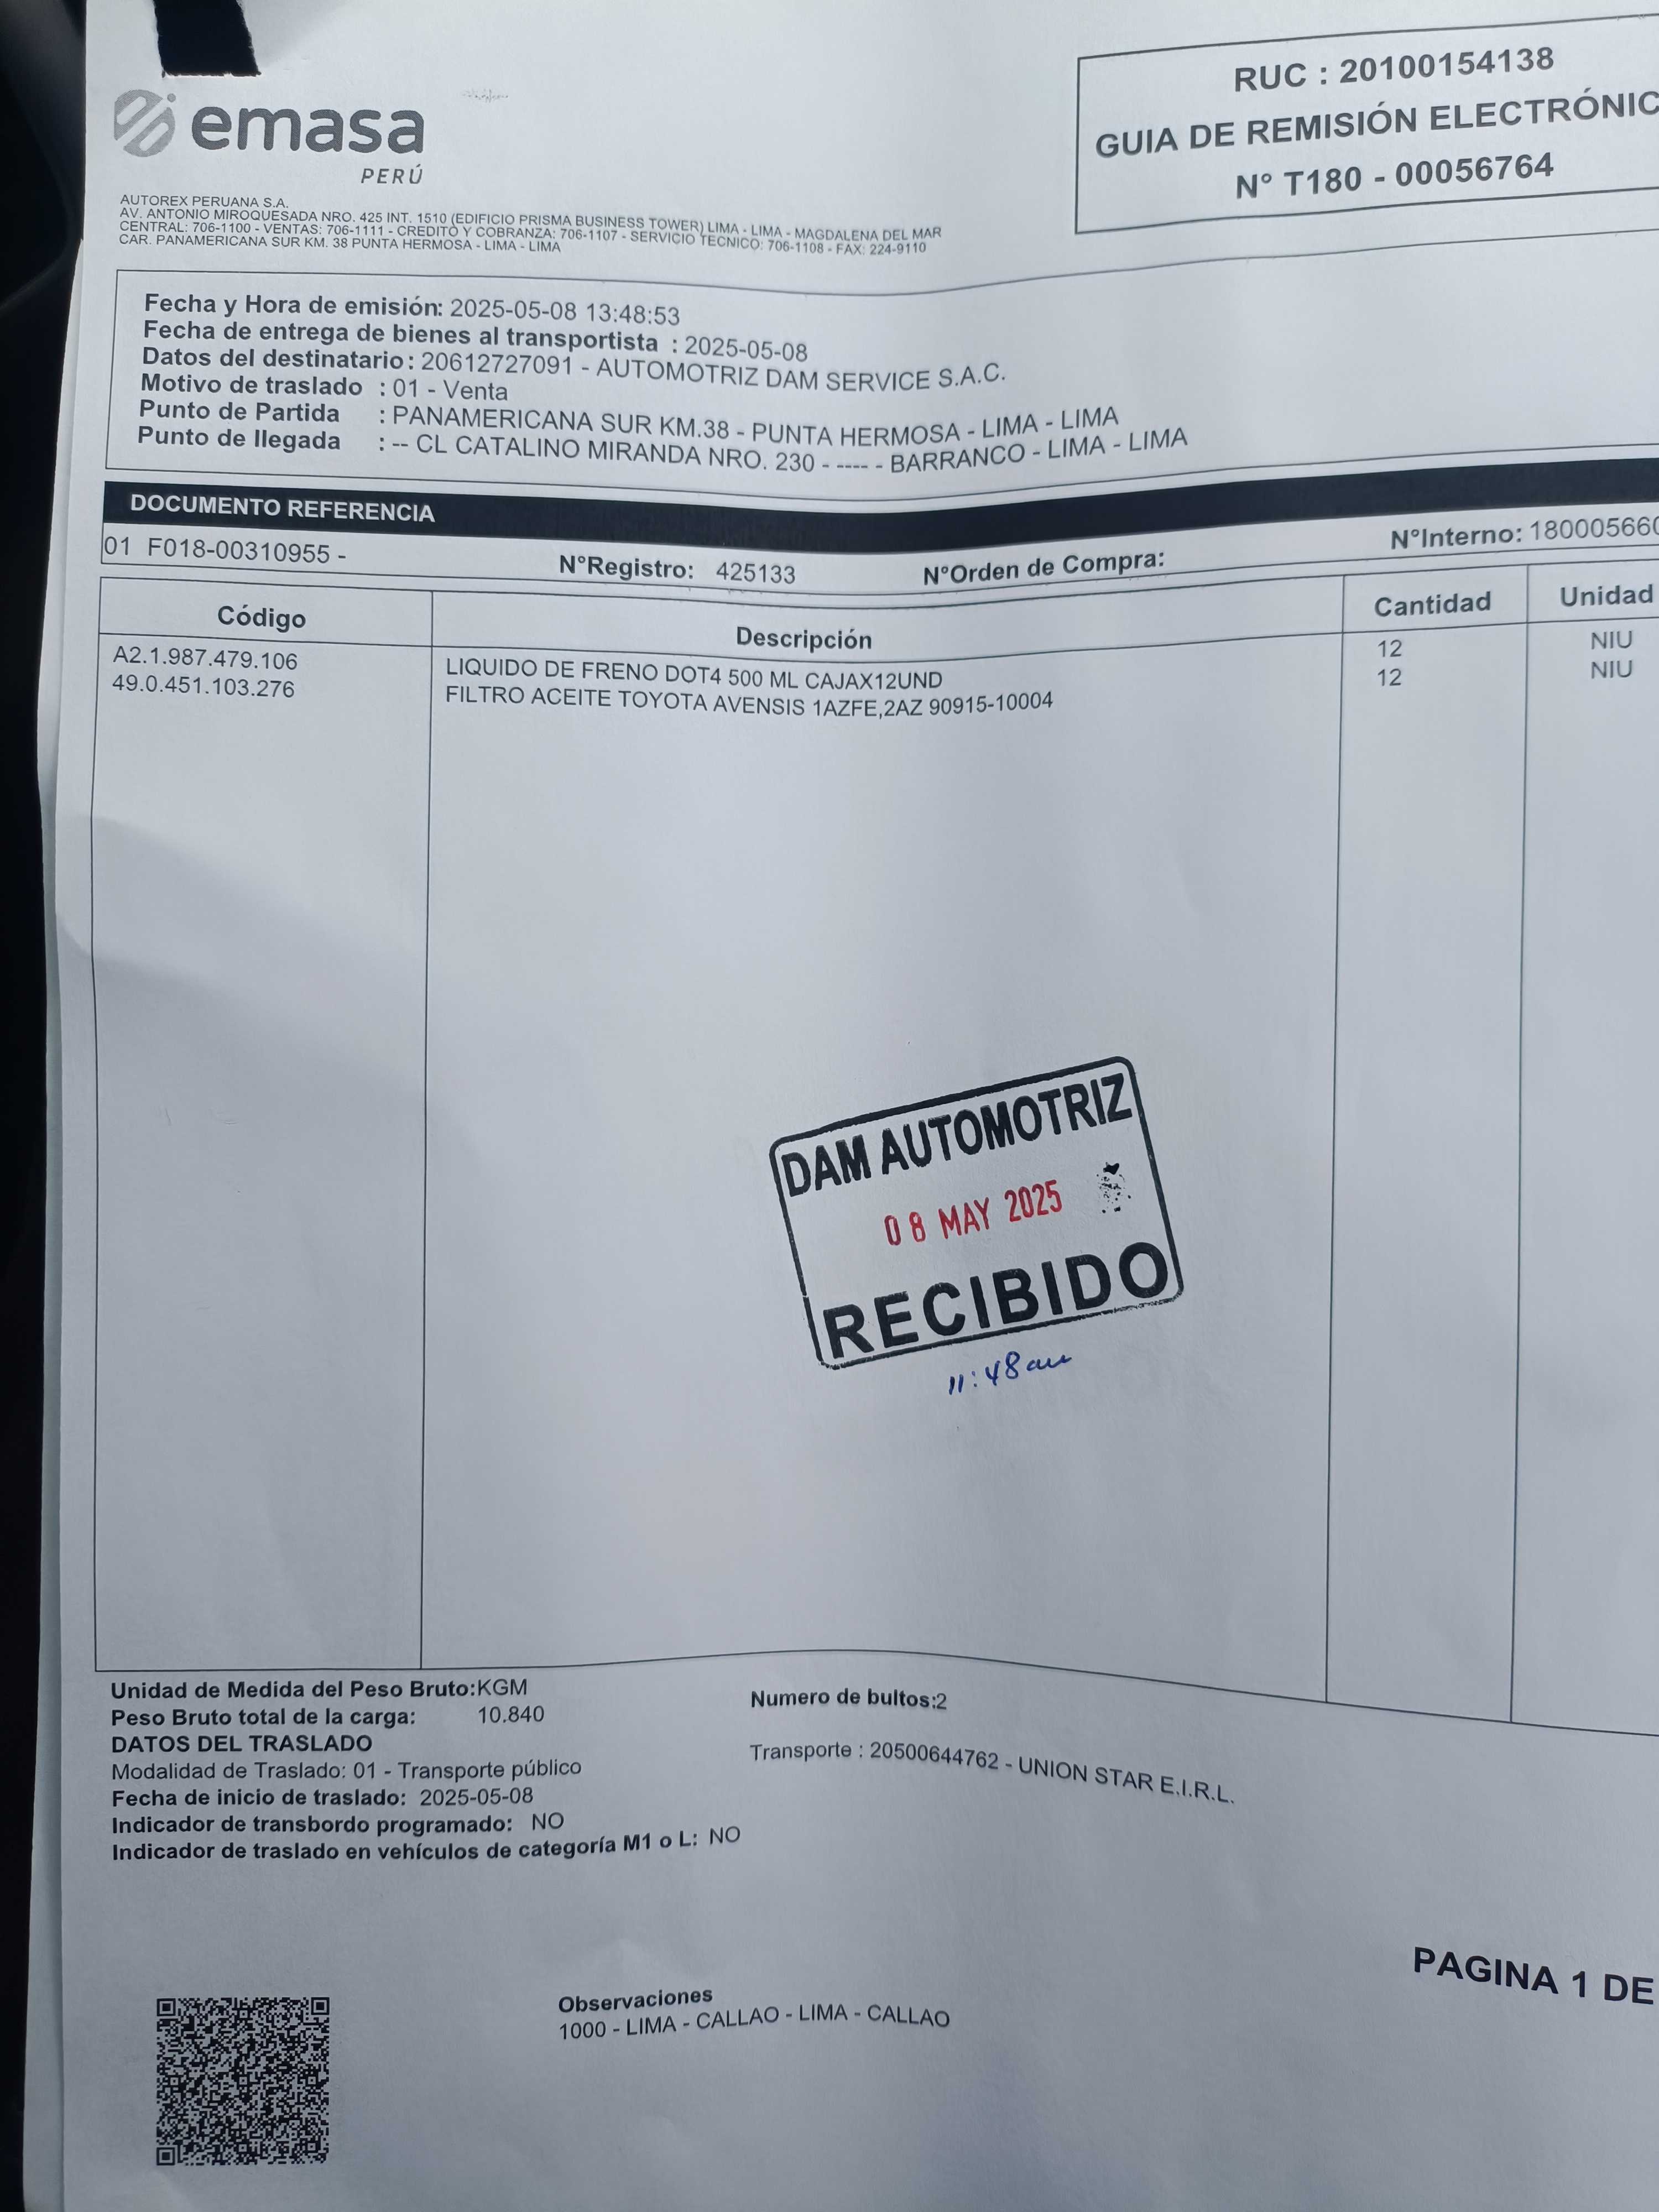 emasa
PERÚ
RUC : 20100154138
GUIA DE REMISIÓN ELECTRÓNIC
N° T180 - 00056764
AUTOREX PERUANA S.A.
AV. ANTONIO MIROQUESADA NRO. 425 INT. 1510 (EDIFICIO PRISMA BUSINESS TOWER) LIMA - LIMA - MAGDALENA DEL MAR
CENTRAL: 706-1100 - VENTAS: 706-1111 - CREDITO Y COBRANZA: 706-1107 - SERVICIO TECNICO: 706-1108 - FAX: 224-9110
CAR. PANAMERICANA SUR KM. 38 PUNTA HERMOSA - LIMA - LIMA
Fecha y Hora de emisión: 2025-05-08 13:48:53
Fecha de entrega de bienes al transportista : 2025-05-08
Datos del destinatario : 20612727091 - AUTOMOTRIZ DAM SERVICE S.A.C.
Motivo de traslado : 01 - Venta
Punto de Partida : PANAMERICANA SUR KM.38 - PUNTA HERMOSA - LIMA - LIMA
Punto de llegada : -- CL CATALINO MIRANDA NRO. 230 - ---- - BARRANCO - LIMA - LIMA
DOCUMENTO REFERENCIA
01 F018-00310955 - N°Registro: 425133 N°Orden de Compra: N°Interno: 180005660
Código Descripción Cantidad Unidad
A2.1.987.479.106 LIQUIDO DE FRENO DOT4 500 ML CAJAX12UND 12 NIU
49.0.451.103.276 FILTRO ACEITE TOYOTA AVENSIS 1AZFE,2AZ 90915-10004 12 NIU
DAM AUTOMOTRIZ
08 MAY 2025
RECIBIDO
11:48am
Unidad de Medida del Peso Bruto:KGM Numero de bultos:2
Peso Bruto total de la carga: 10.840
DATOS DEL TRASLADO
Modalidad de Traslado: 01 - Transporte público Transporte : 20500644762 - UNION STAR E.I.R.L.
Fecha de inicio de traslado: 2025-05-08
Indicador de transbordo programado: NO
Indicador de traslado en vehículos de categoría M1 o L: NO
PAGINA 1 DE
Observaciones
1000 - LIMA - CALLAO - LIMA - CALLAO